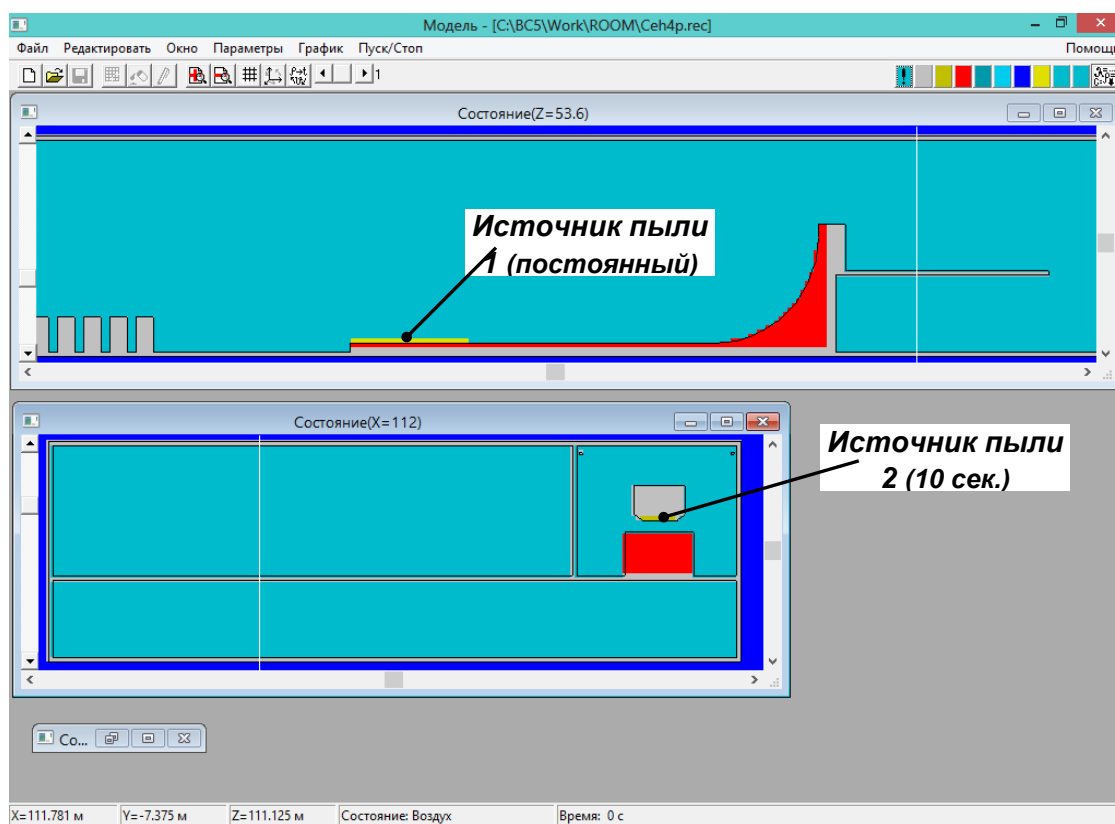 Модель - [C:\BC5\Work\ROOM\Ceh4p.rec]
Файл Редактировать Окно Параметры График Пуск/Стоп Помощь
1
Состояние(Z=53.6)
Источник пыли
1 (постоянный)
Состояние(X=112)
Источник пыли
2 (10 сек.)
Со...
X=111.781 м Y=-7.375 м Z=111.125 м Состояние: Воздух Время: 0 с